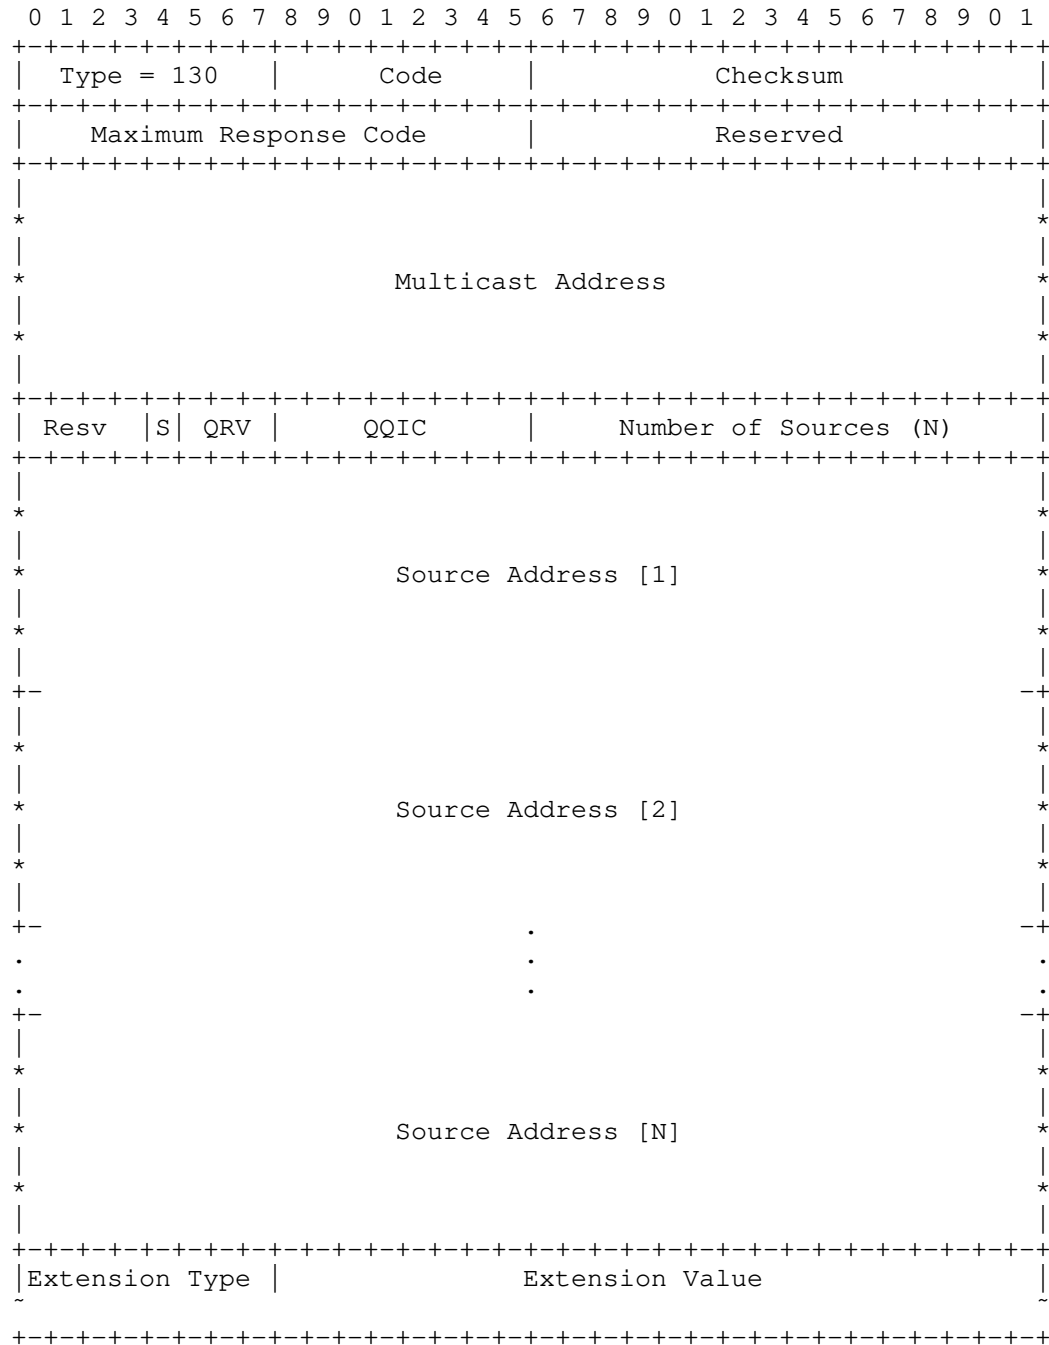 0 1 2 3 4 5 6 7 8 9 0 1 2 3 4 5 6 7 8 9 0 1 2 3 4 5 6 7 8 9 0 1
+-+-+-+-+-+-+-+-+-+-+-+-+-+-+-+-+-+-+-+-+-+-+-+-+-+-+-+-+-+-+-+-+
|  Type = 130   |      Code     |           Checksum            |
+-+-+-+-+-+-+-+-+-+-+-+-+-+-+-+-+-+-+-+-+-+-+-+-+-+-+-+-+-+-+-+-+
|    Maximum Response Code      |           Reserved            |
+-+-+-+-+-+-+-+-+-+-+-+-+-+-+-+-+-+-+-+-+-+-+-+-+-+-+-+-+-+-+-+-+
|                                                               |
*                                                               *
|                                                               |
*                       Multicast Address                       *
|                                                               |
*                                                               *
|                                                               |
+-+-+-+-+-+-+-+-+-+-+-+-+-+-+-+-+-+-+-+-+-+-+-+-+-+-+-+-+-+-+-+-+
| Resv  |S| QRV |     QQIC      |     Number of Sources (N)     |
+-+-+-+-+-+-+-+-+-+-+-+-+-+-+-+-+-+-+-+-+-+-+-+-+-+-+-+-+-+-+-+-+
|                                                               |
*                                                               *
|                                                               |
*                       Source Address [1]                      *
|                                                               |
*                                                               *
|                                                               |
+-                                                             -+
|                                                               |
*                                                               *
|                                                               |
*                       Source Address [2]                      *
|                                                               |
*                                                               *
|                                                               |
+-                              .                              -+
.                               .                               .
.                               .                               .
+-                                                             -+
|                                                               |
*                                                               *
|                                                               |
*                       Source Address [N]                      *
|                                                               |
*                                                               *
|                                                               |
+-+-+-+-+-+-+-+-+-+-+-+-+-+-+-+-+-+-+-+-+-+-+-+-+-+-+-+-+-+-+-+-+
|Extension Type |               Extension Value                 |
~                                                               ~
+-+-+-+-+-+-+-+-+-+-+-+-+-+-+-+-+-+-+-+-+-+-+-+-+-+-+-+-+-+-+-+-+